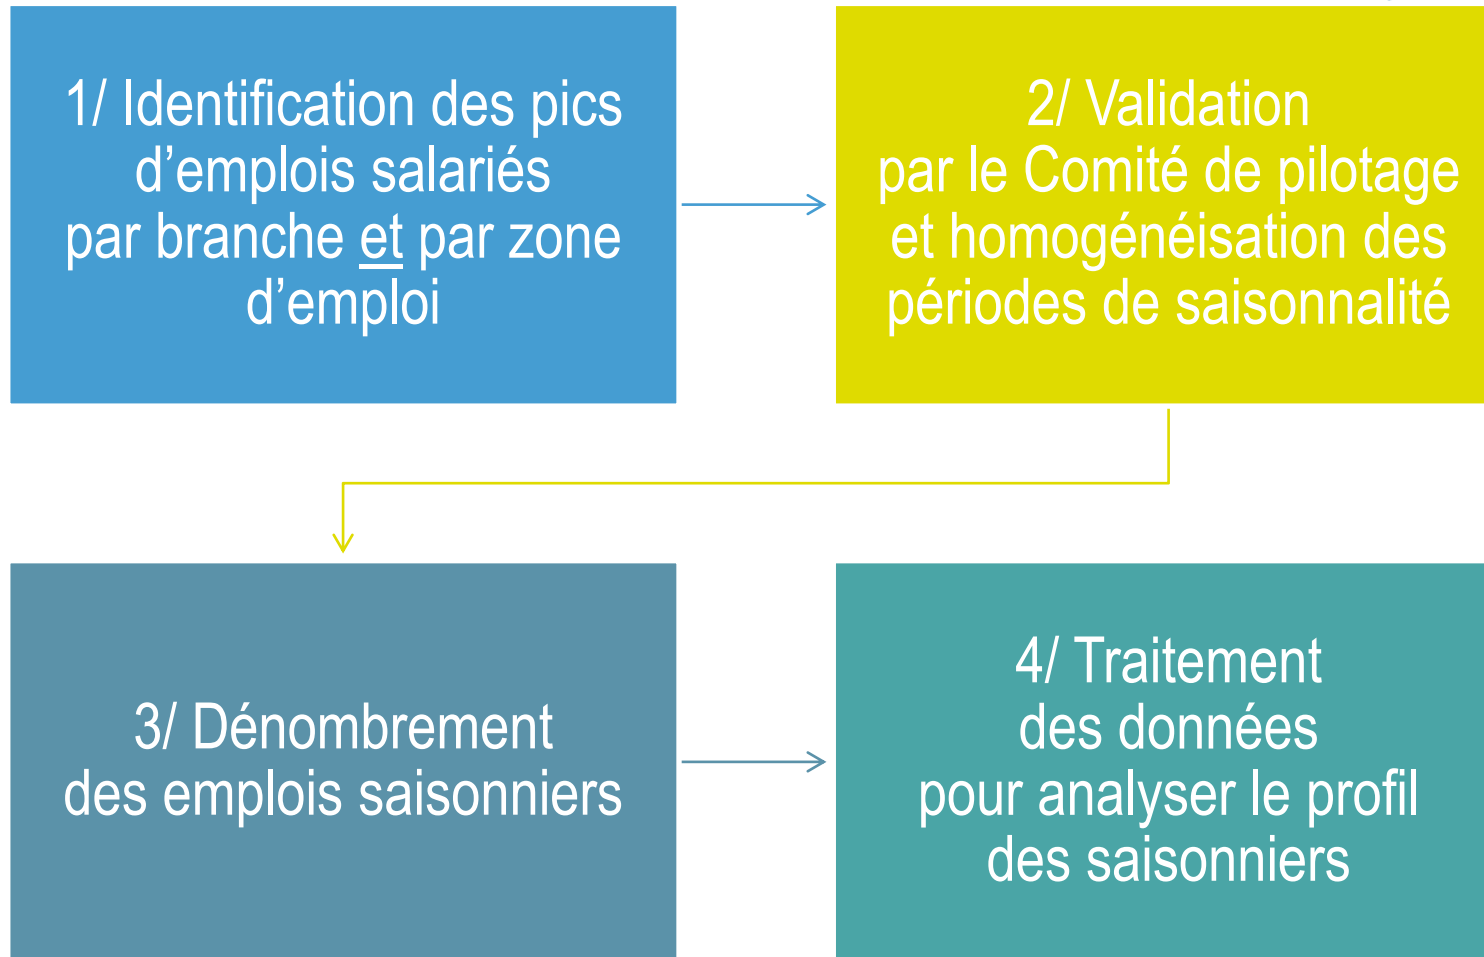 1/ Identification des pics
d’emplois salariés
par branche et par zone
d’emploi
2/ Validation
par le Comité de pilotage
et homogénéisation des
périodes de saisonnalité
3/ Dénombrement
des emplois saisonniers
4/ Traitement
des données
pour analyser le profil
des saisonniers